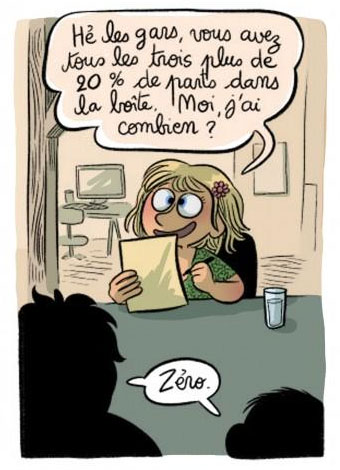 Hé les gars, vous avez
tous les trois plus de
20 % de parts dans
la boîte. Moi, j'ai
combien ?
Zéro.